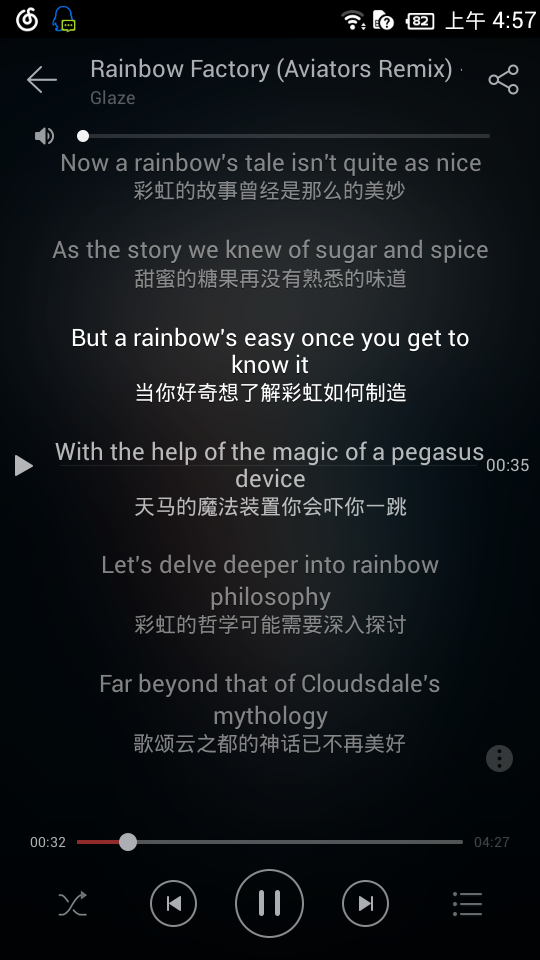 82 上午 4:57
Rainbow Factory (Aviators Remix)
Glaze
Now a rainbow's tale isn't quite as nice
彩虹的故事曾经是那么的美妙
As the story we knew of sugar and spice
甜蜜的糖果再没有熟悉的味道
But a rainbow's easy once you get to
know it
当你好奇想了解彩虹如何制造
With the help of the magic of a pegasus
device
00:35
天马的魔法装置你会吓你一跳
Let's delve deeper into rainbow
philosophy
彩虹的哲学可能需要深入探讨
Far beyond that of Cloudsdale's
mythology
歌颂云之都的神话已不再美好
00:32
04:27